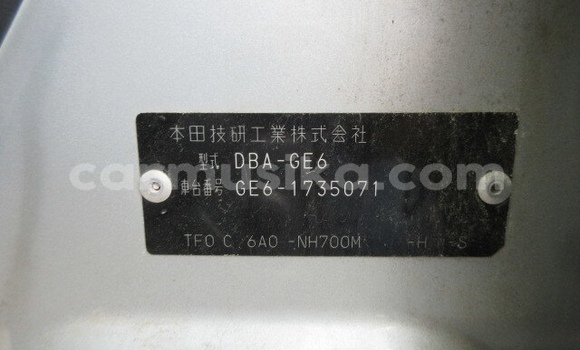 本田技研工業株式会社
型式 DBA-GE6
車台番号 GE6-1735071
carmusika.com
TF0 C 6A0 -NH700M -H -S